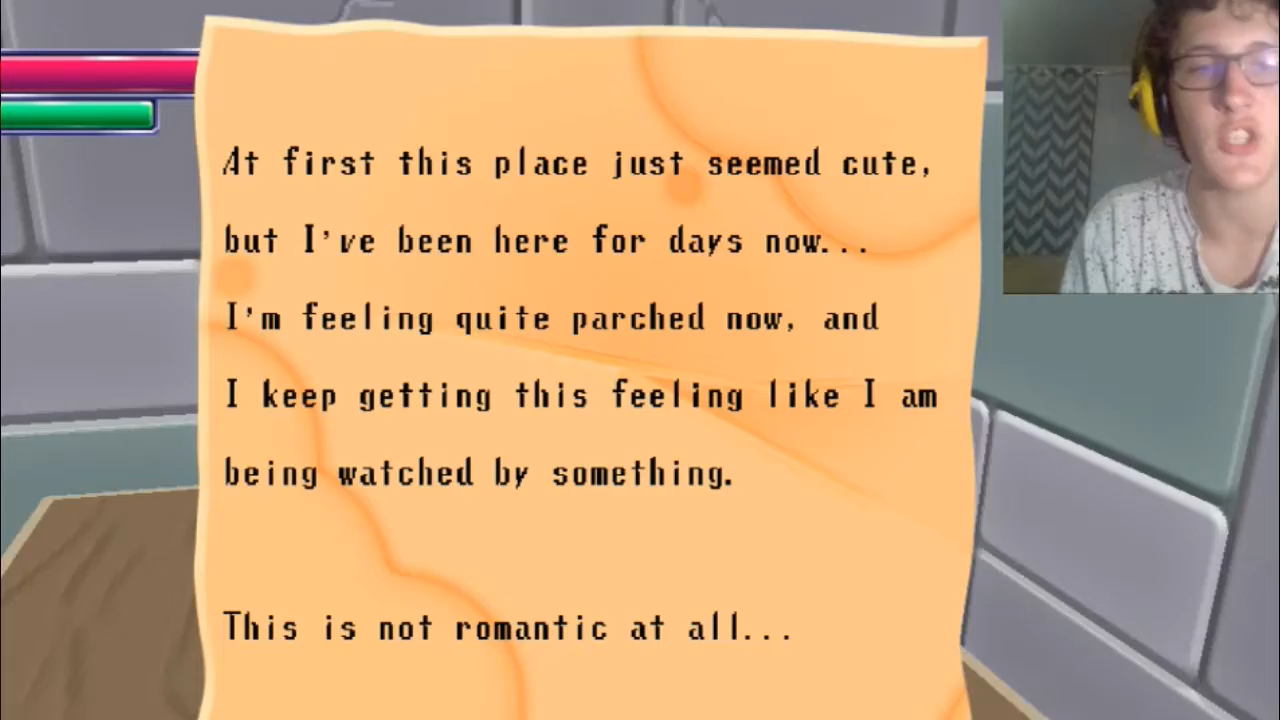 At first this place just seemed cute,
but I've been here for days now...
I'm feeling quite parched now, and
I keep getting this feeling like I am
being watched by something.
This is not romantic at all...